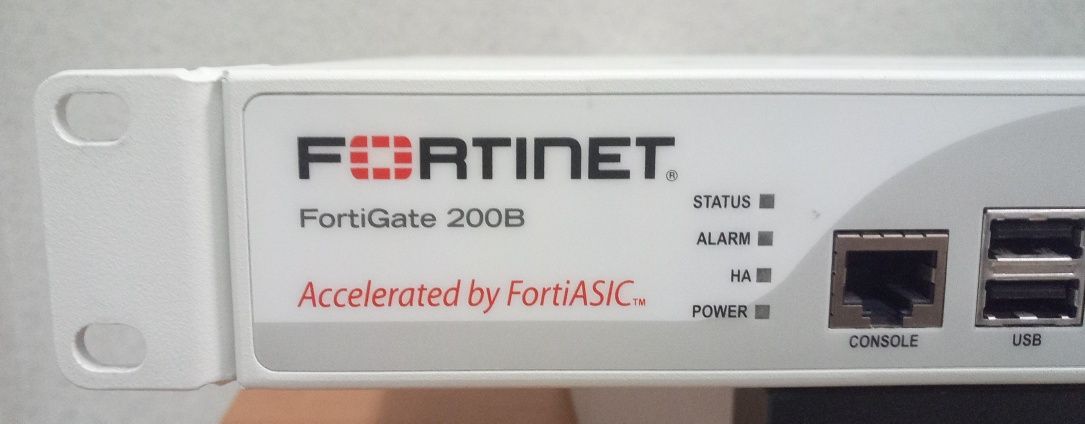 FORTINET®
FortiGate 200B
Accelerated by FortiASIC™
STATUS
ALARM
HA
POWER
CONSOLE
USB